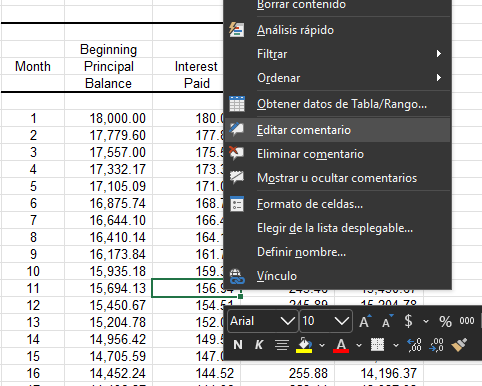 Beginning
Month Principal Interest
Balance Paid
1 18,000.00 180.0
2 17,779.60 177.8
3 17,557.00 175.5
4 17,332.17 173.3
5 17,105.09 171.0
6 16,875.74 168.7
7 16,644.10 166.4
8 16,410.14 164.1
9 16,173.84 161.7
10 15,935.18 159.3
11 15,694.13 156.94
12 15,450.67 154.51 245.89 15,204.78
13 15,204.78 152.0
14 14,956.42 149.5
15 14,705.59 147.0
16 14,452.24 144.52 255.88 14,196.37
Borrar contenido
Análisis rápido
Filtrar
Ordenar
Obtener datos de Tabla/Rango...
Editar comentario
Eliminar comentario
Mostrar u ocultar comentarios
Formato de celdas...
Elegir de la lista desplegable...
Definir nombre...
Vínculo
Arial 10 A A $ % 000
N K A